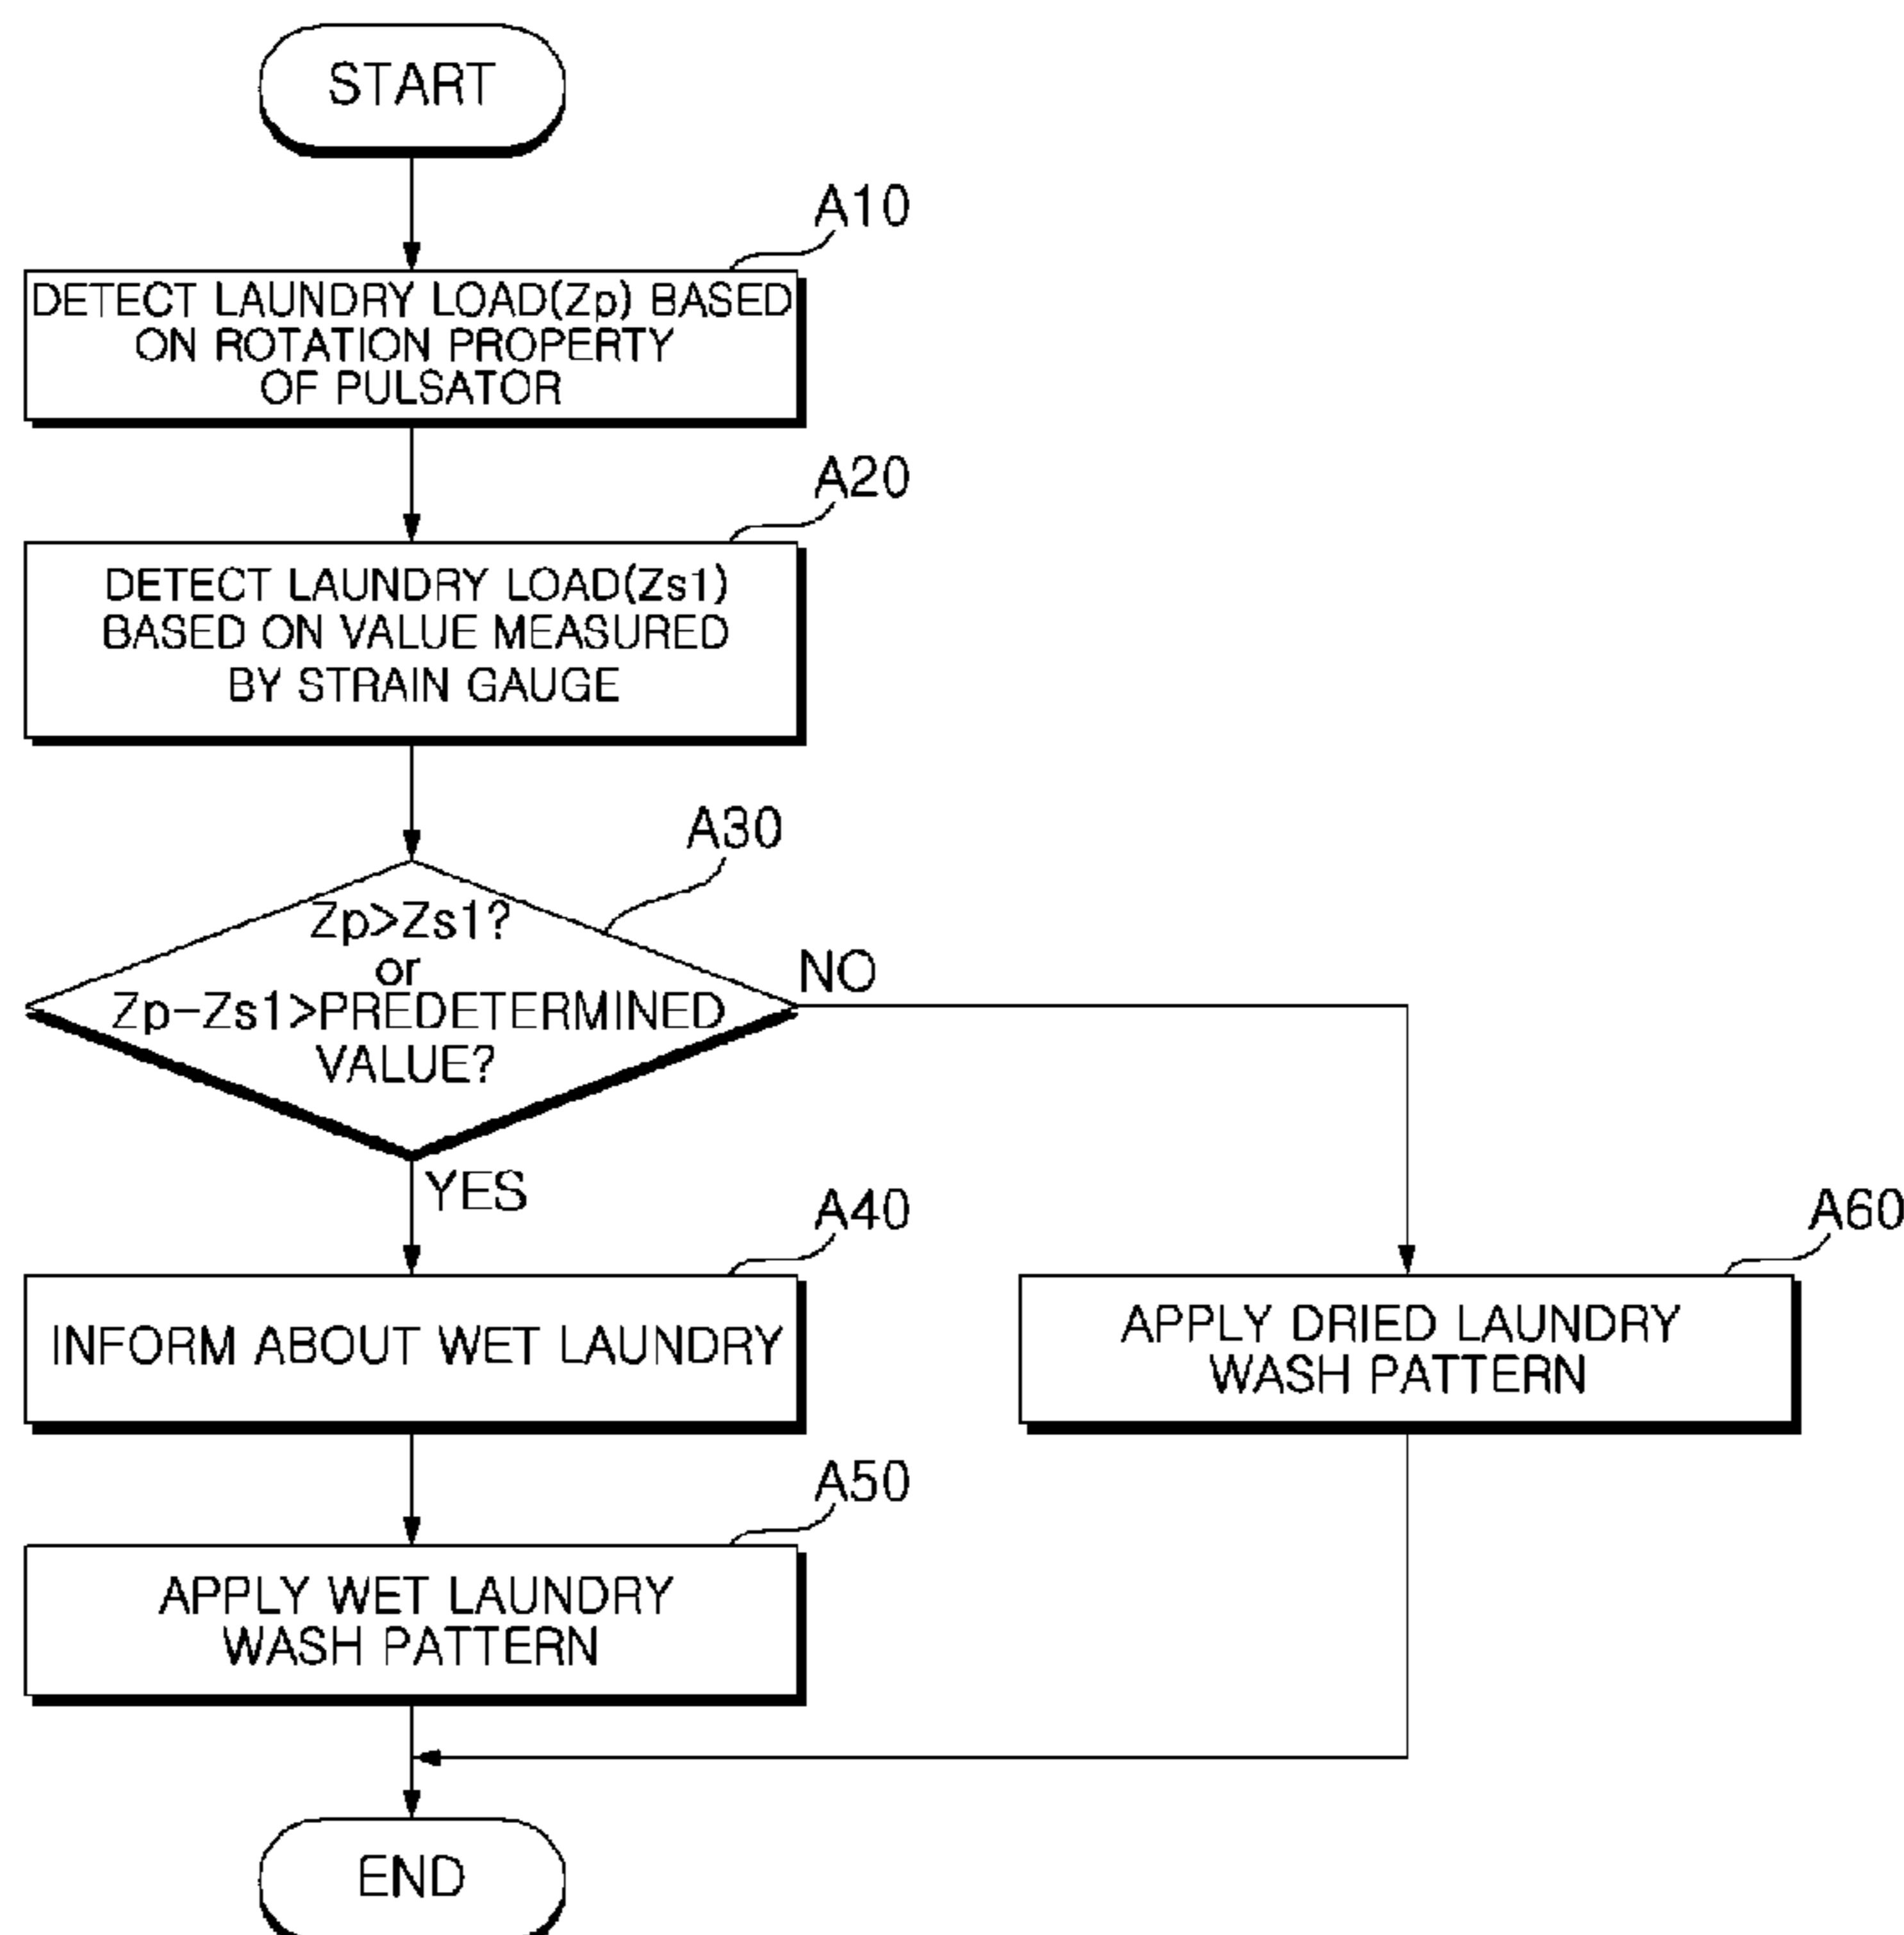 START
A10
DETECT LAUNDRY LOAD(Zp) BASED
ON ROTATION PROPERTY
OF PULSATOR
A20
DETECT LAUNDRY LOAD(Zs1)
BASED ON VALUE MEASURED
BY STRAIN GAUGE
A30
Zp>Zs1?
or
Zp-Zs1>PREDETERMINED
VALUE?
NO
YES
A40
INFORM ABOUT WET LAUNDRY
A60
APPLY DRIED LAUNDRY
WASH PATTERN
A50
APPLY WET LAUNDRY
WASH PATTERN
END